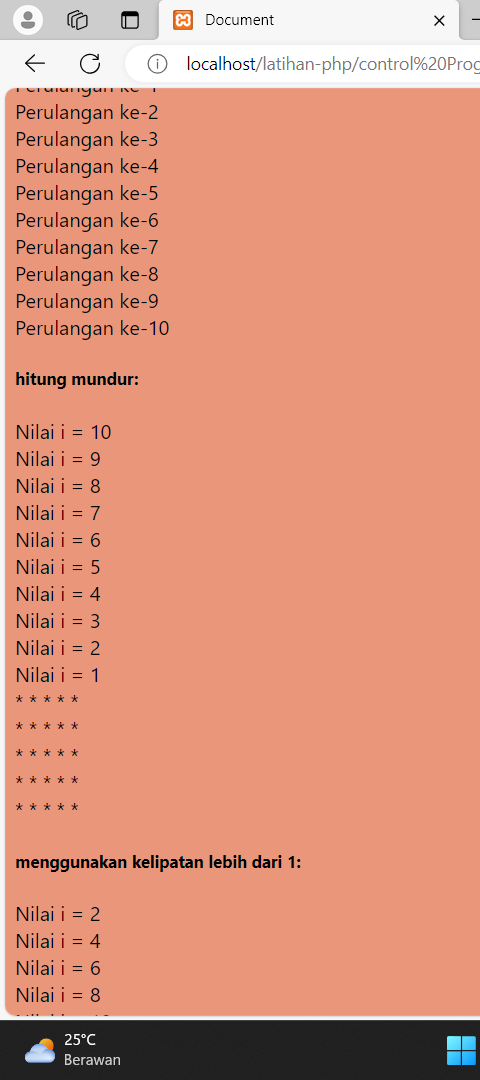 Document
localhost/latihan-php/control%20Prog
Perulangan ke-1
Perulangan ke-2
Perulangan ke-3
Perulangan ke-4
Perulangan ke-5
Perulangan ke-6
Perulangan ke-7
Perulangan ke-8
Perulangan ke-9
Perulangan ke-10
hitung mundur:
Nilai i = 10
Nilai i = 9
Nilai i = 8
Nilai i = 7
Nilai i = 6
Nilai i = 5
Nilai i = 4
Nilai i = 3
Nilai i = 2
Nilai i = 1
* * * * *
* * * * *
* * * * *
* * * * *
* * * * *
menggunakan kelipatan lebih dari 1:
Nilai i = 2
Nilai i = 4
Nilai i = 6
Nilai i = 8
25°C
Berawan